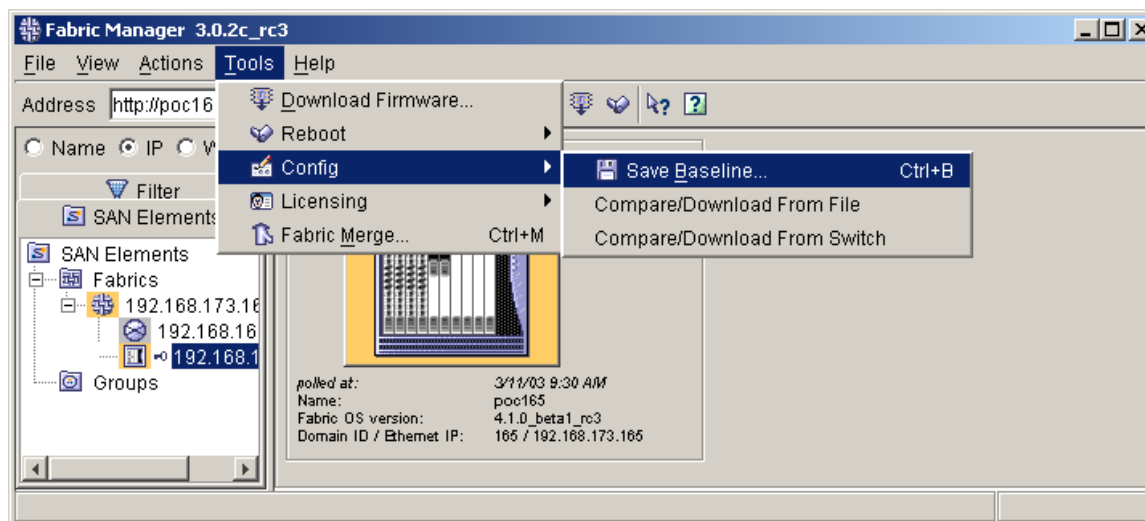 Fabric Manager 3.0.2c_rc3
File View Actions Tools Help
Address http://poc16
Download Firmware...
Reboot
Config
Licensing
Fabric Merge... Ctrl+M
Save Baseline... Ctrl+B
Compare/Download From File
Compare/Download From Switch
Name IP
Filter
SAN Elements
SAN Elements
Fabrics
192.168.173.16
192.168.16
192.168.1
Groups
polled at: 3/11/03 9:30 AM
Name: poc165
Fabric OS version: 4.1.0_beta1_rc3
Domain ID / Ethernet IP: 165 / 192.168.173.165